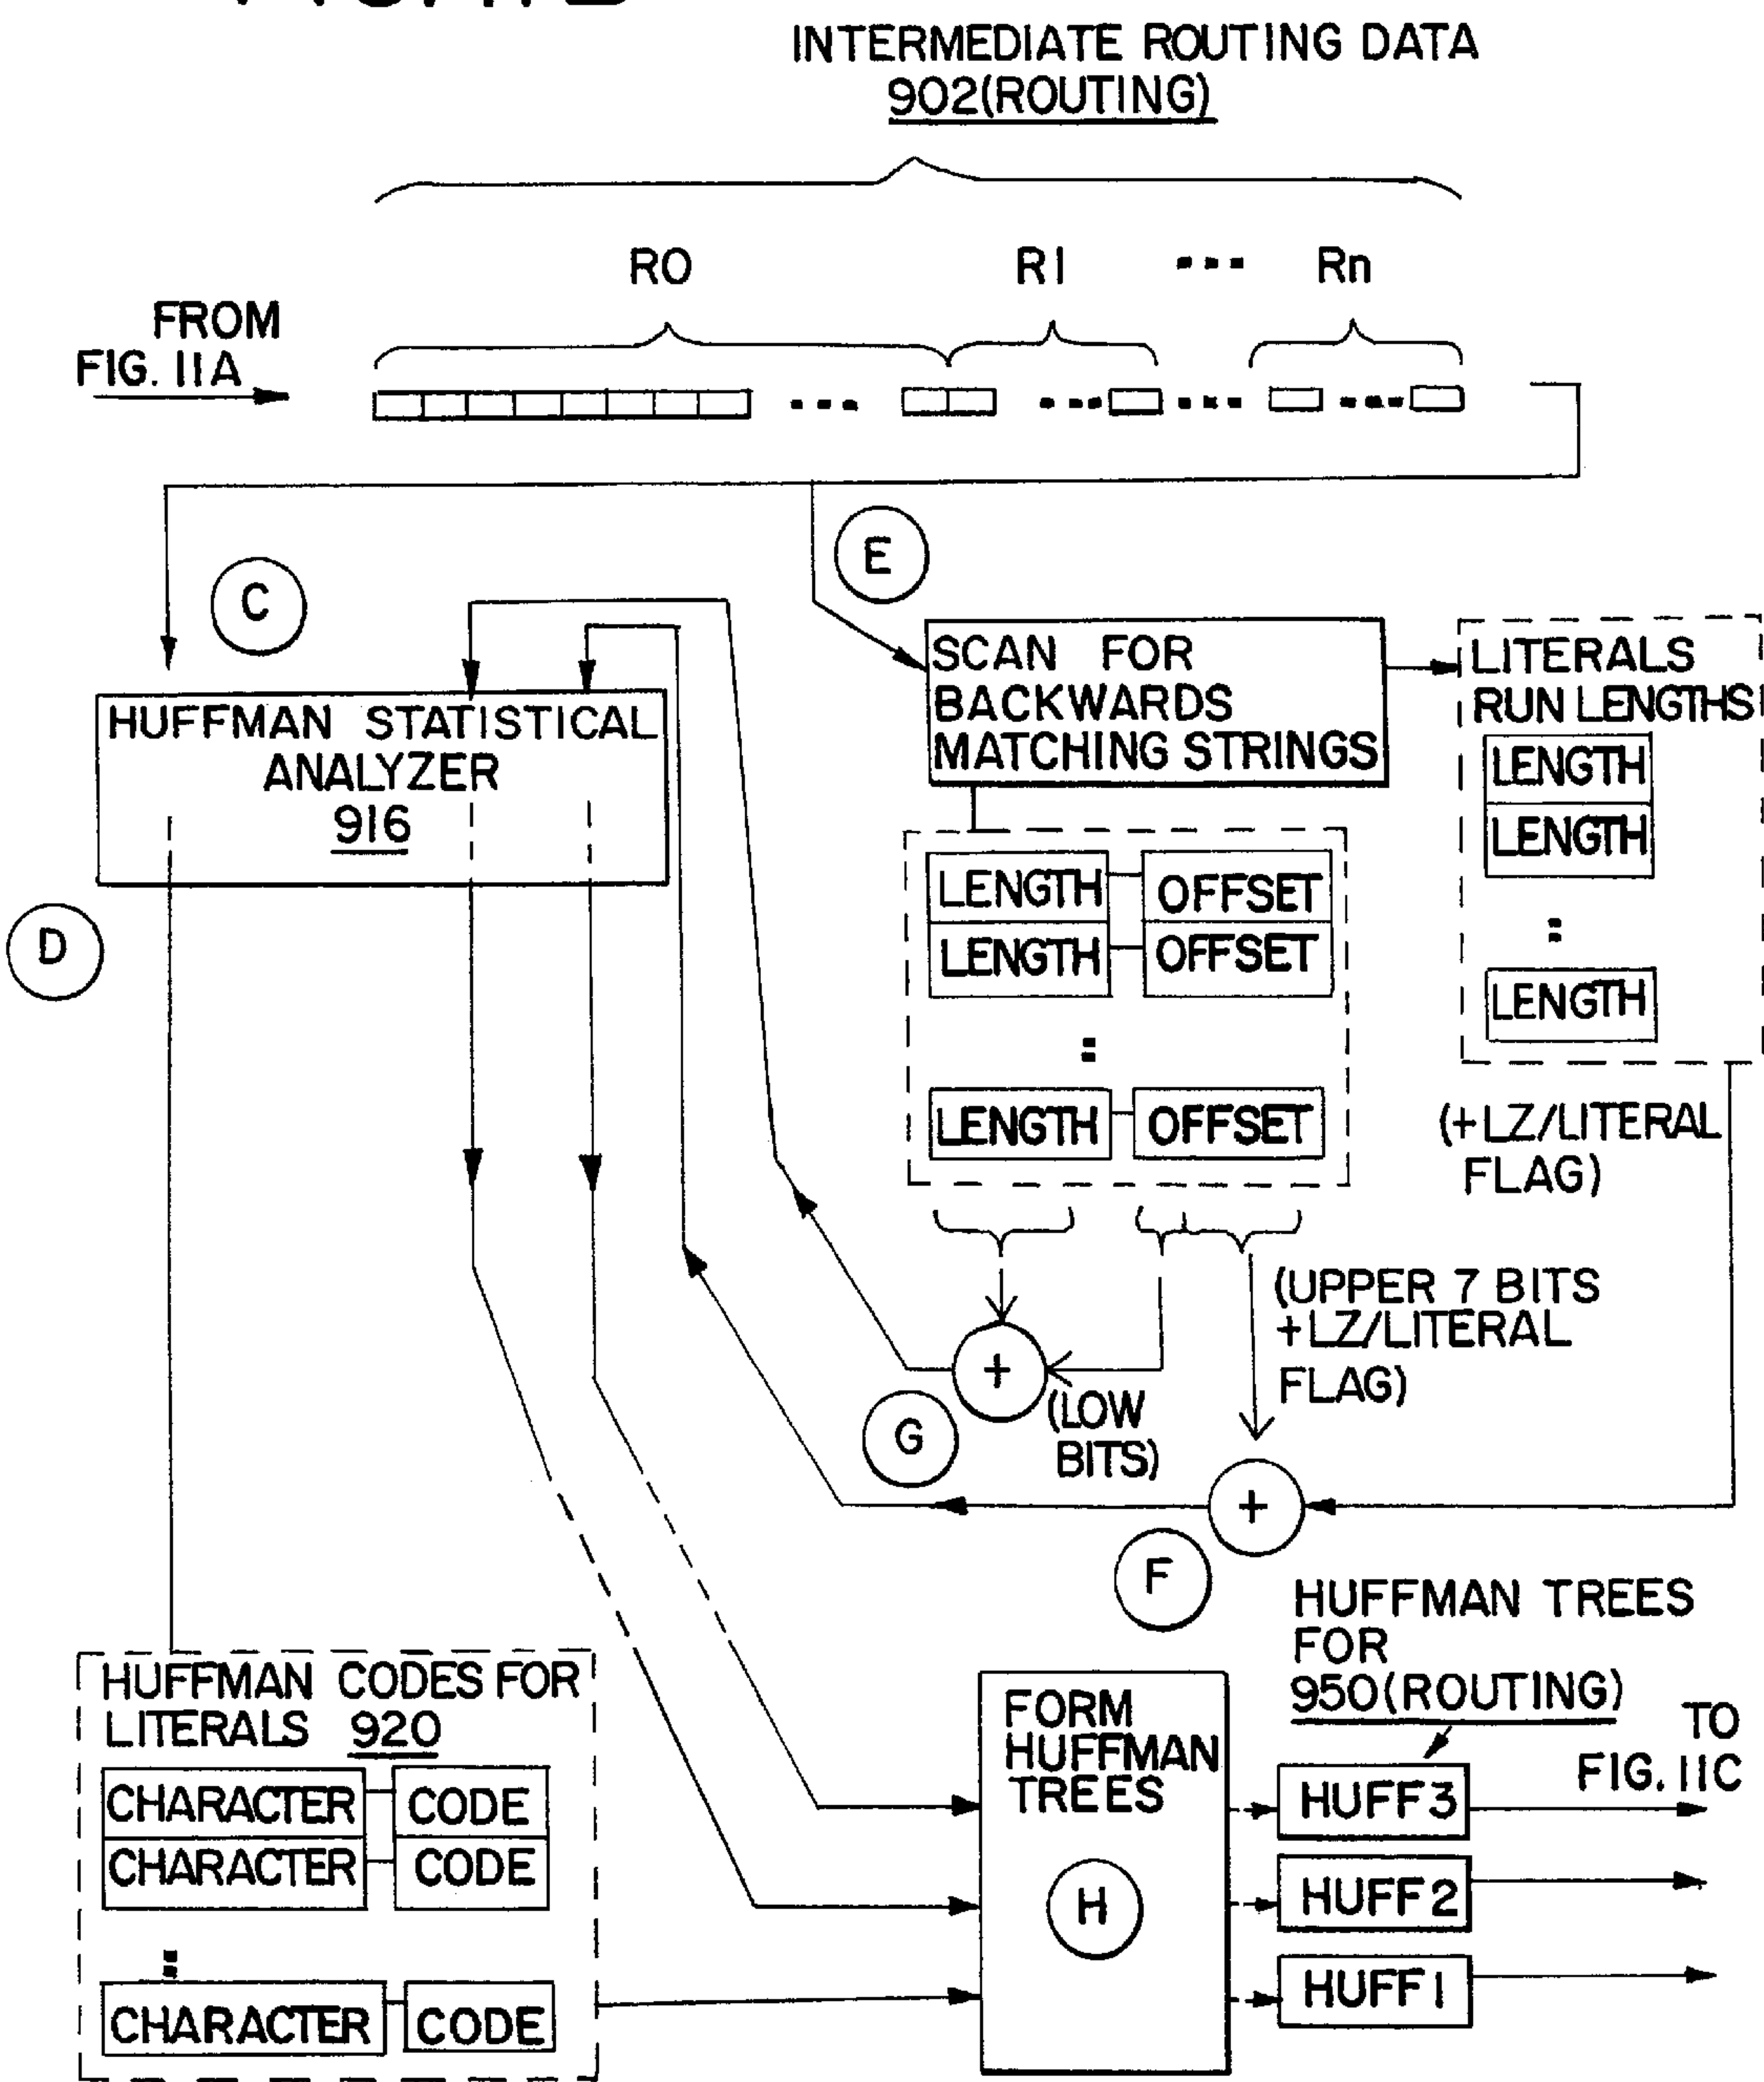 INTERMEDIATE ROUTING DATA
902(ROUTING)
R0
R1
Rn
FROM
FIG. 11A
E
C
SCAN FOR
BACKWARDS
MATCHING STRINGS
LITERALS
RUN LENGTHS
LENGTH
LENGTH
LENGTH
HUFFMAN STATISTICAL
ANALYZER
916
D
LENGTH OFFSET
LENGTH OFFSET
LENGTH OFFSET
(+LZ/LITERAL
FLAG)
(UPPER 7 BITS
+LZ/LITERAL
FLAG)
+
(LOW
BITS)
G
+
F
HUFFMAN TREES
FOR
950(ROUTING)
TO
FIG. 11C
HUFFMAN CODES FOR
LITERALS 920
CHARACTER CODE
CHARACTER CODE
CHARACTER CODE
FORM
HUFFMAN
TREES
H
HUFF3
HUFF2
HUFF1